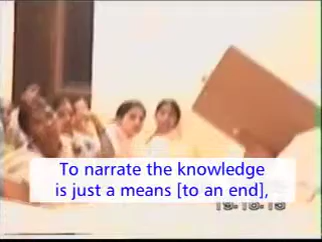 To narrate the knowledge
is just a means [to an end],